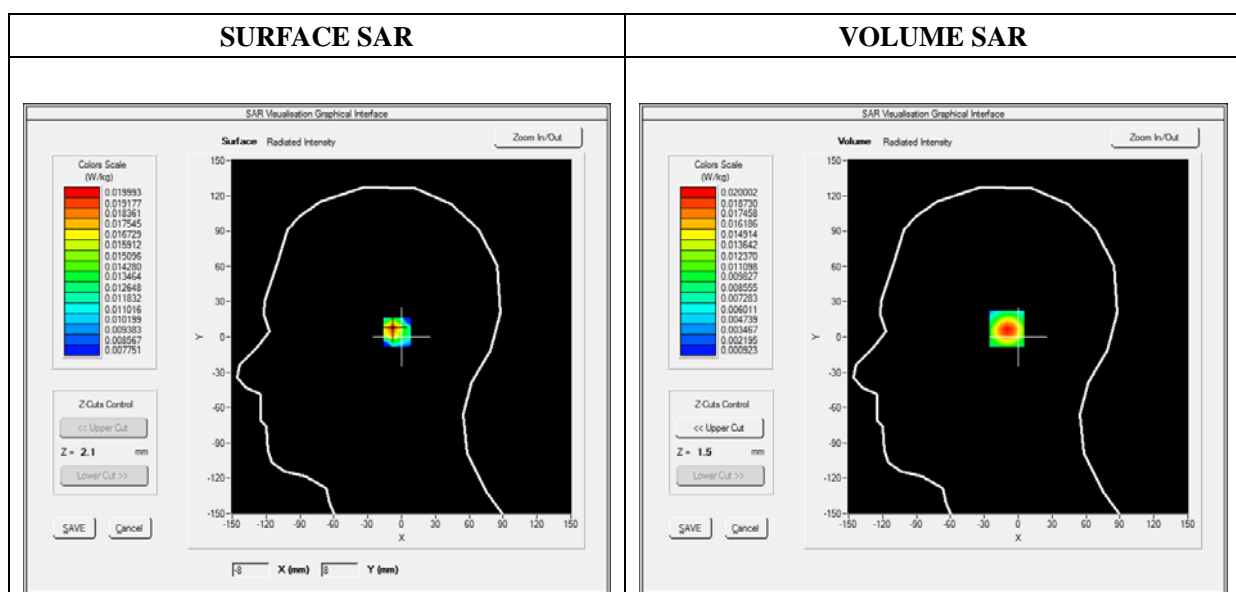 SURFACE SAR
VOLUME SAR
SAR Visualisation Graphical Interface
Surface Radiated Intensity
Zoom In/Out
Colors Scale
(W/kg)
0.019993
0.019177
0.018361
0.017545
0.016729
0.015912
0.015096
0.014280
0.013464
0.012648
0.011832
0.011016
0.010199
0.009383
0.008567
0.007751
Z-Cuts Control
<< Upper Cut
Z = 2.1 mm
Lower Cut >>
SAVE
Cancel
150
120
90
60
30
0
-30
-60
-90
-120
-150
Y
-150 -120 -90 -60 -30 0 30 60 90 120 150
X
-8 X (mm) 8 Y (mm)
SAR Visualisation Graphical Interface
Volume Radiated Intensity
Zoom In/Out
Colors Scale
(W/kg)
0.020002
0.018730
0.017458
0.016186
0.014914
0.013642
0.012370
0.011098
0.009827
0.008555
0.007283
0.006011
0.004739
0.003467
0.002195
0.000923
Z-Cuts Control
<< Upper Cut
Z = 1.5 mm
Lower Cut >>
SAVE
Cancel
150
120
90
60
30
0
-30
-60
-90
-120
-150
Y
-150 -120 -90 -60 -30 0 30 60 90 120 150
X